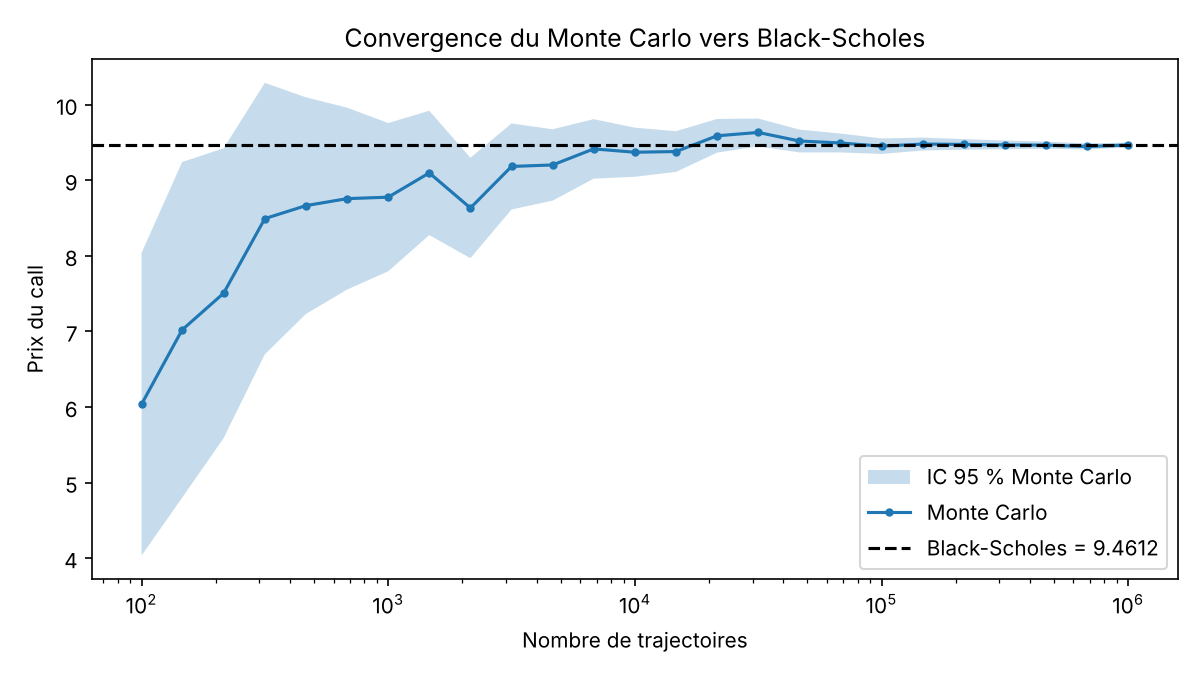 Convergence du Monte Carlo vers Black-Scholes
Prix du call
10
9
8
7
6
5
4
IC 95 % Monte Carlo
Monte Carlo
Black-Scholes = 9.4612
10² 10³ 10⁴ 10⁵ 10⁶
Nombre de trajectoires